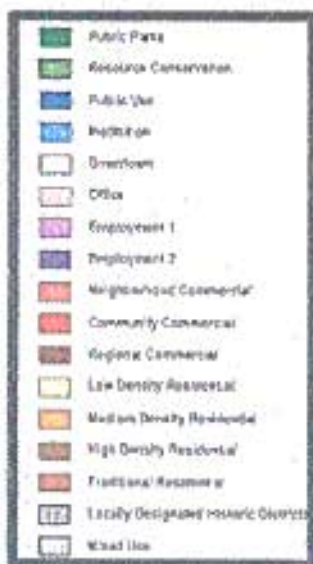 Public Parks
Resource Conservation
Public Use
Institution
Downtown
Office
Employment 1
Employment 2
Neighborhood Commercial
Community Commercial
Regional Commercial
Low Density Residential
Medium Density Residential
High Density Residential
Traditional Residential
Locally Designated Historic Districts
Mixed Use